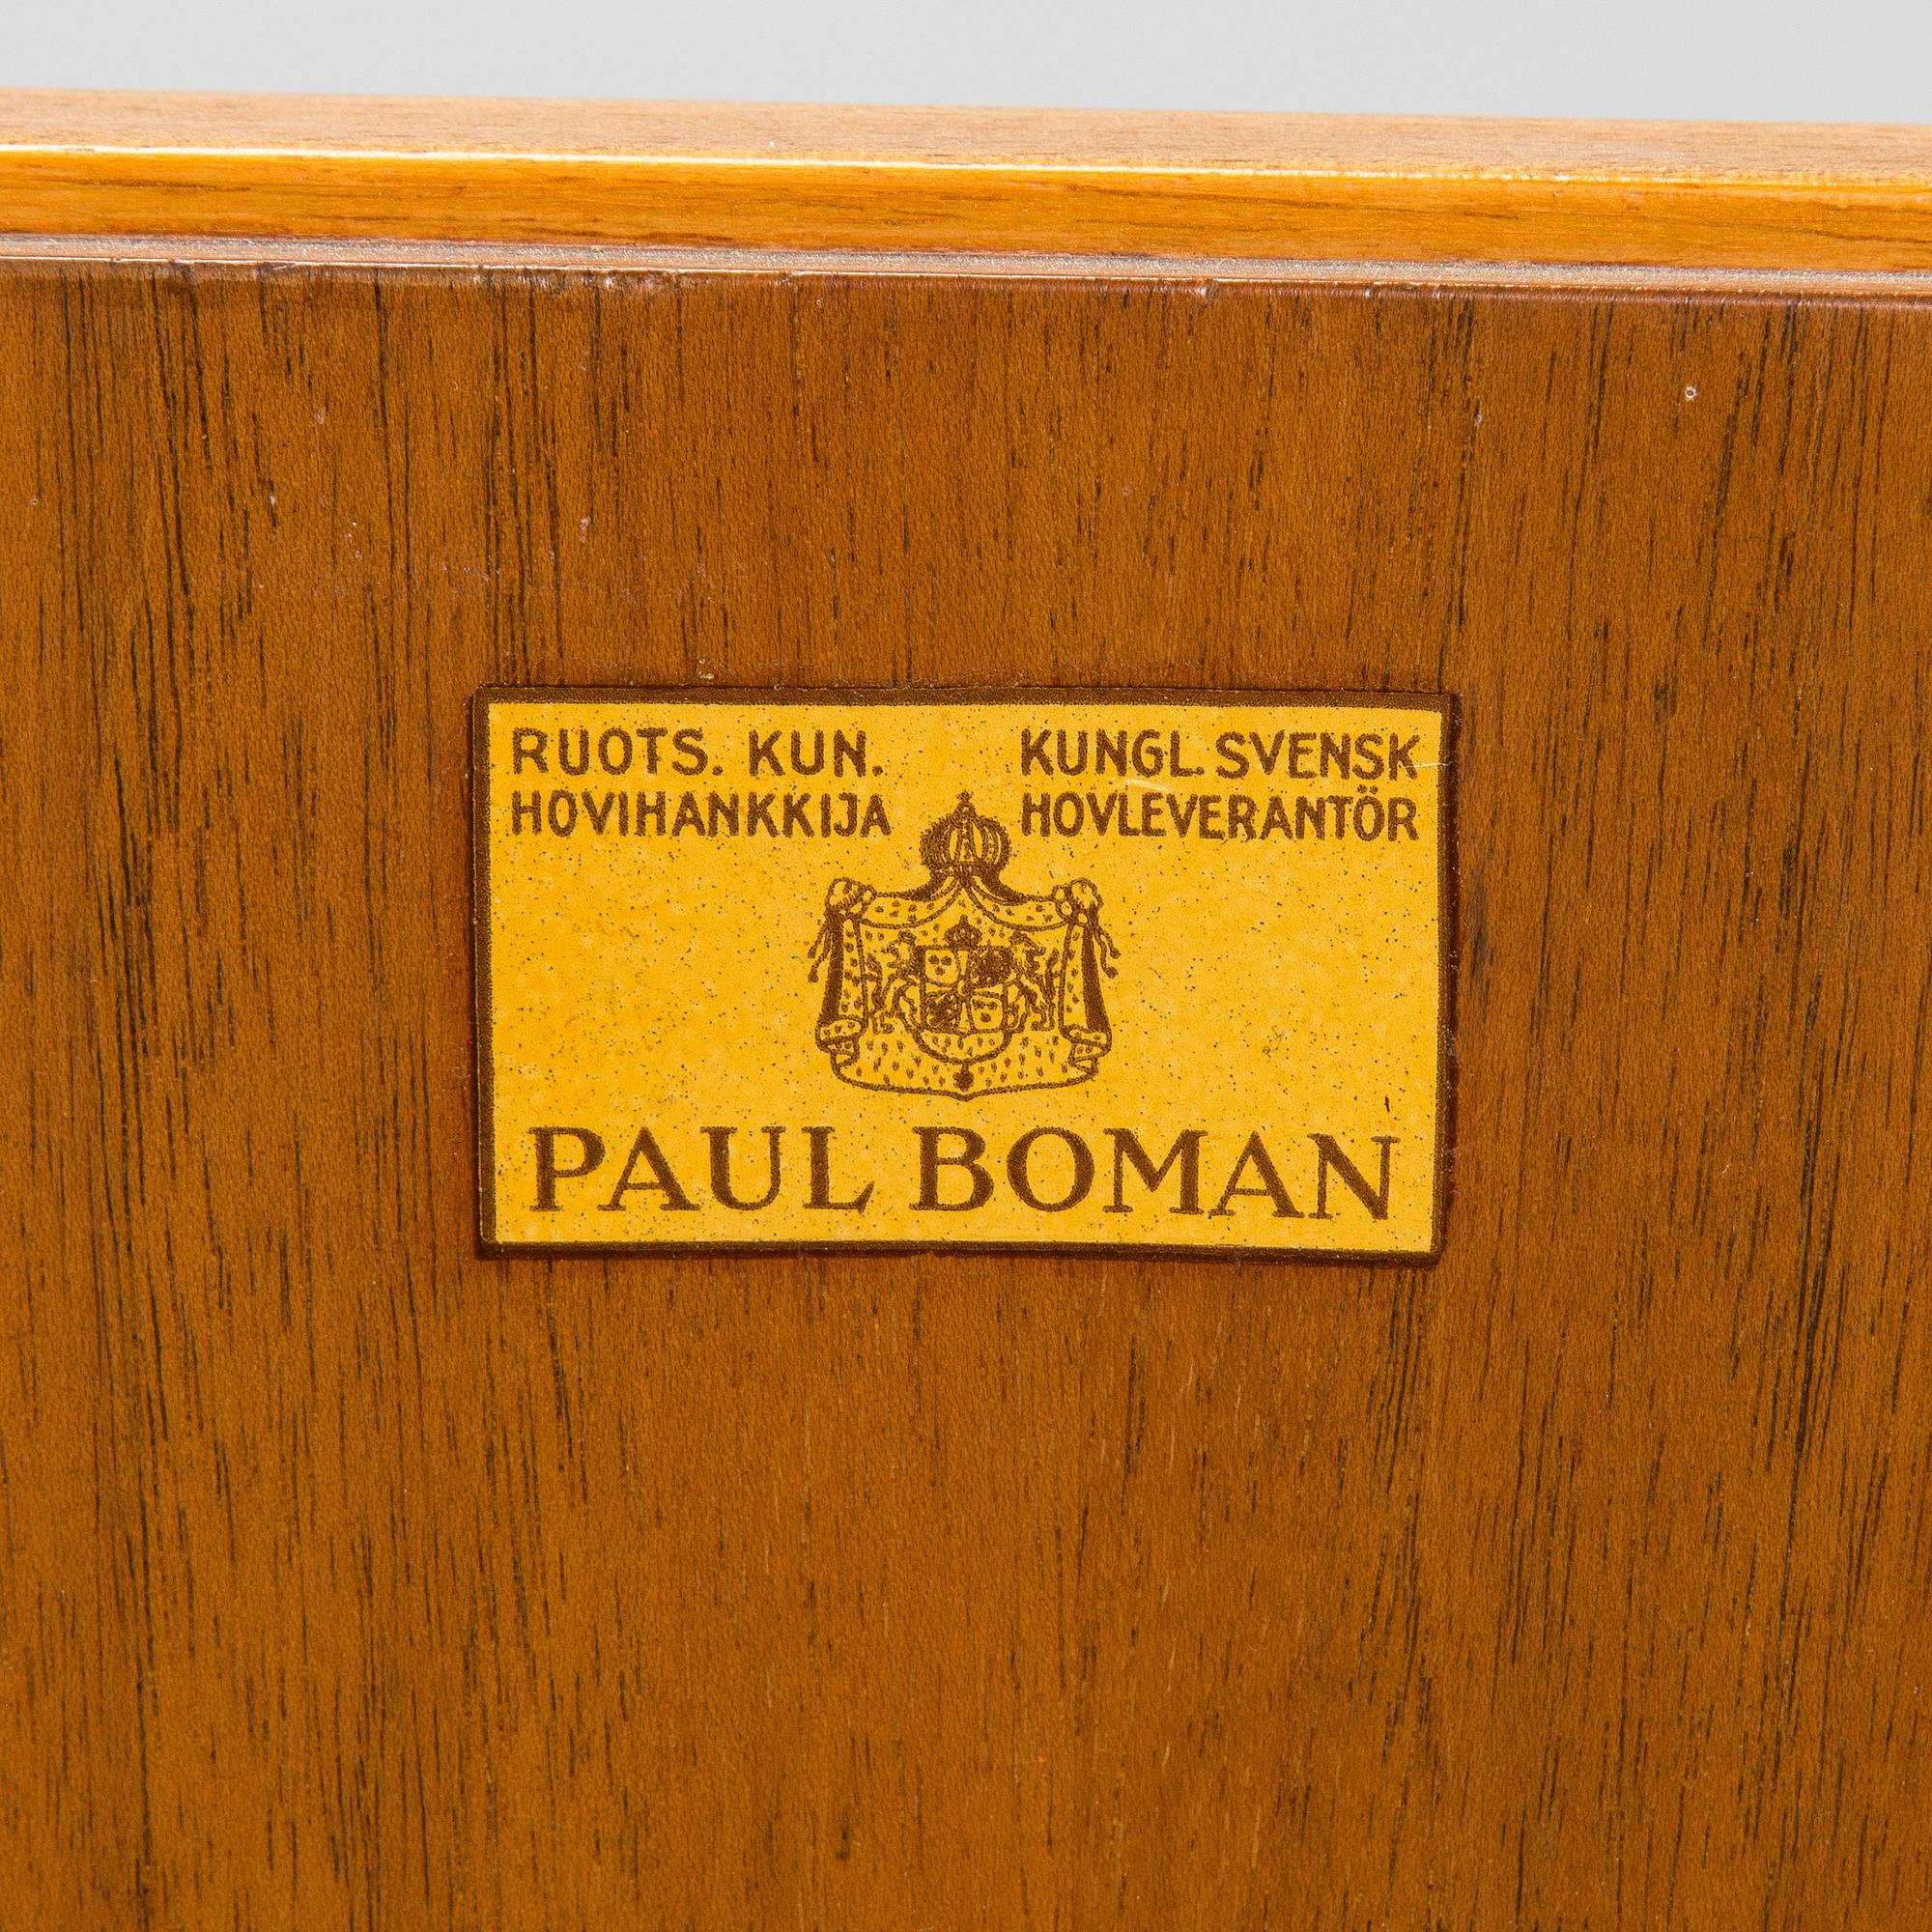 RUOTS. KUN.
HOVIHANKKIJA
KUNGL. SVENSK
HOVLEVERANTÖR
PAUL BOMAN